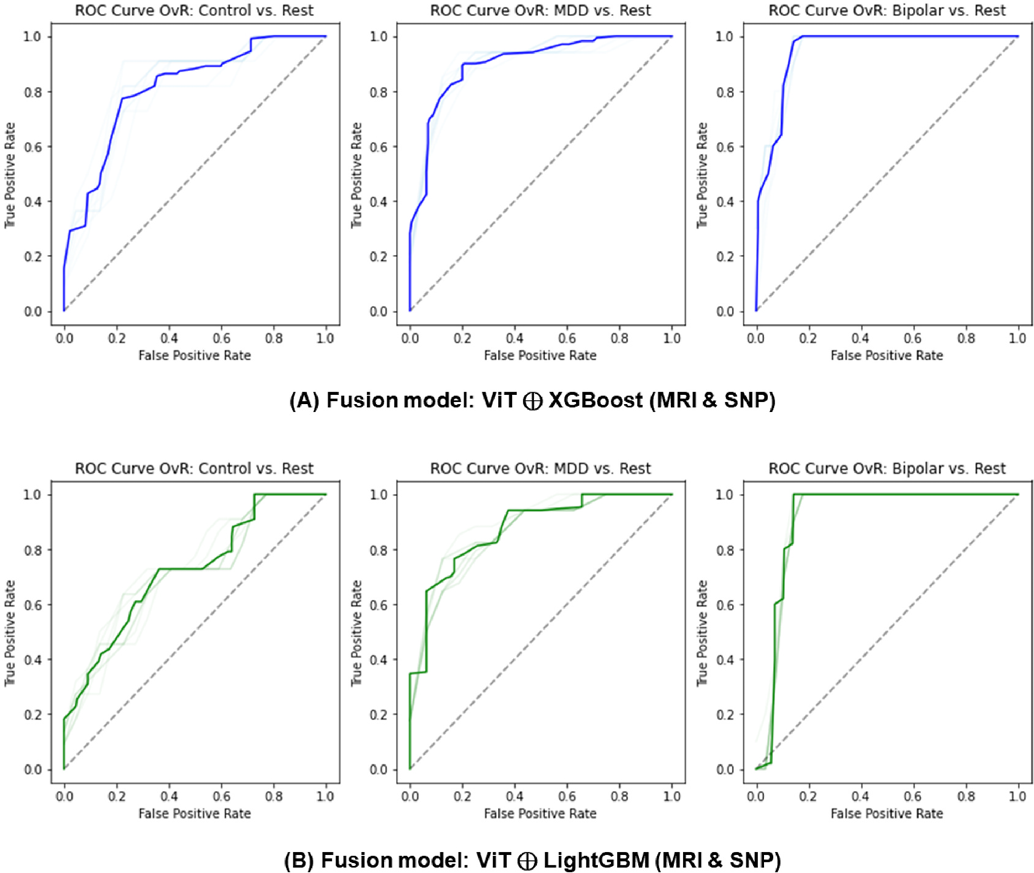 ROC Curve OvR: Control vs. Rest
True Positive Rate
1.0
0.8
0.6
0.4
0.2
0.0
0.0 0.2 0.4 0.6 0.8 1.0
False Positive Rate
ROC Curve OvR: MDD vs. Rest
True Positive Rate
1.0
0.8
0.6
0.4
0.2
0.0
0.0 0.2 0.4 0.6 0.8 1.0
False Positive Rate
ROC Curve OvR: Bipolar vs. Rest
True Positive Rate
1.0
0.8
0.6
0.4
0.2
0.0
0.0 0.2 0.4 0.6 0.8 1.0
False Positive Rate
(A) Fusion model: ViT ⊕ XGBoost (MRI & SNP)
ROC Curve OvR: Control vs. Rest
True Positive Rate
1.0
0.8
0.6
0.4
0.2
0.0
0.0 0.2 0.4 0.6 0.8 1.0
False Positive Rate
ROC Curve OvR: MDD vs. Rest
True Positive Rate
1.0
0.8
0.6
0.4
0.2
0.0
0.0 0.2 0.4 0.6 0.8 1.0
False Positive Rate
ROC Curve OvR: Bipolar vs. Rest
True Positive Rate
1.0
0.8
0.6
0.4
0.2
0.0
0.0 0.2 0.4 0.6 0.8 1.0
False Positive Rate
(B) Fusion model: ViT ⊕ LightGBM (MRI & SNP)